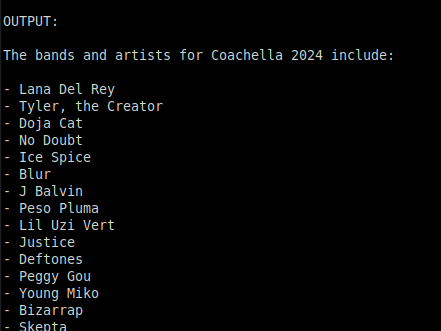 OUTPUT:
The bands and artists for Coachella 2024 include:
- Lana Del Rey
- Tyler, the Creator
- Doja Cat
- No Doubt
- Ice Spice
- Blur
- J Balvin
- Peso Pluma
- Lil Uzi Vert
- Justice
- Deftones
- Peggy Gou
- Young Miko
- Bizarrap
- Skepta